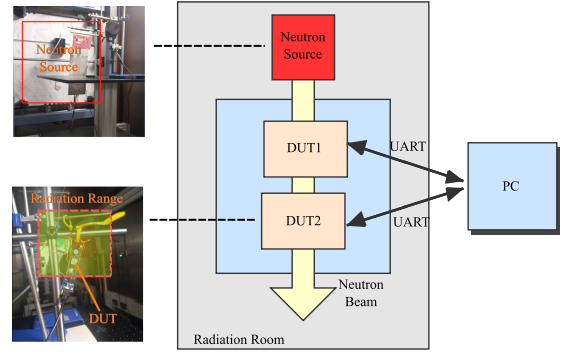 Neutron
Source
Neutron
Source
DUT1
UART
PC
Radiation Range
DUT2
UART
DUT
Neutron
Beam
Radiation Room